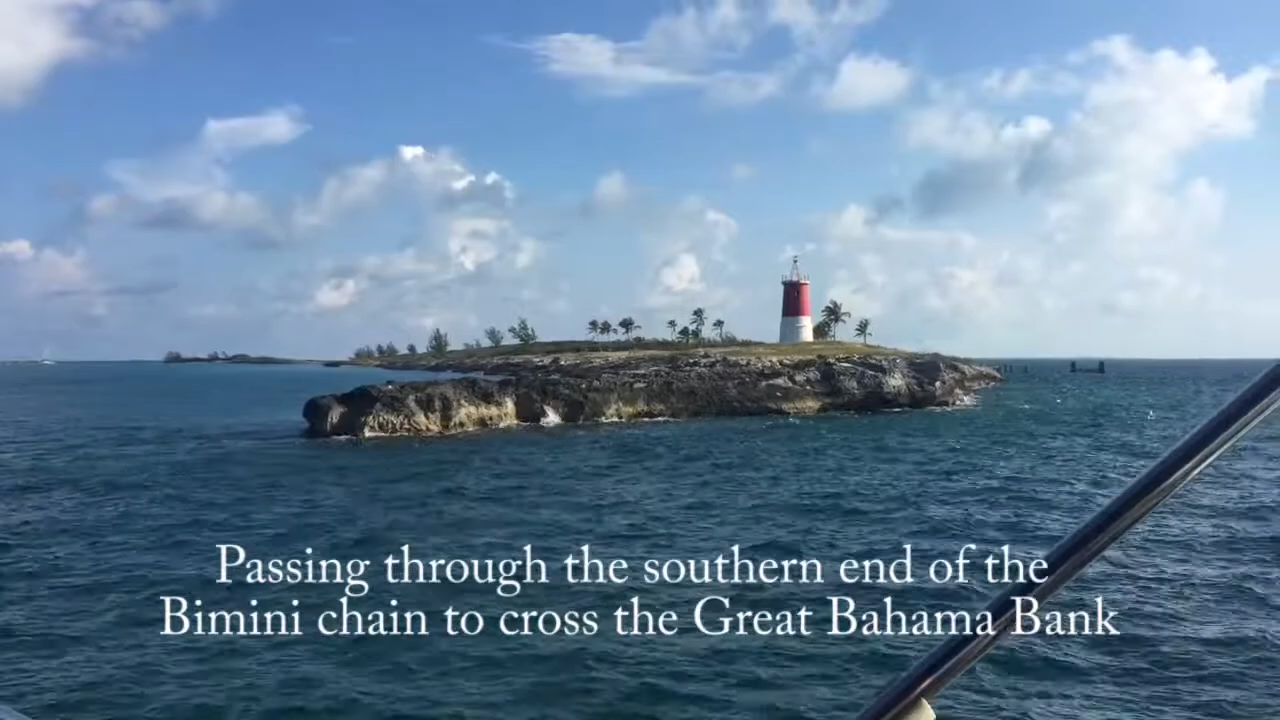 Passing through the southern end of the
Bimini chain to cross the Great Bahama Bank